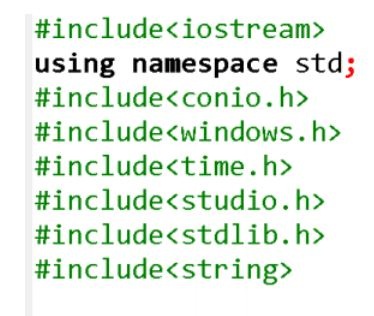 #include<iostream>
using namespace std;
#include<conio.h>
#include<windows.h>
#include<time.h>
#include<studio.h>
#include<stdlib.h>
#include<string>